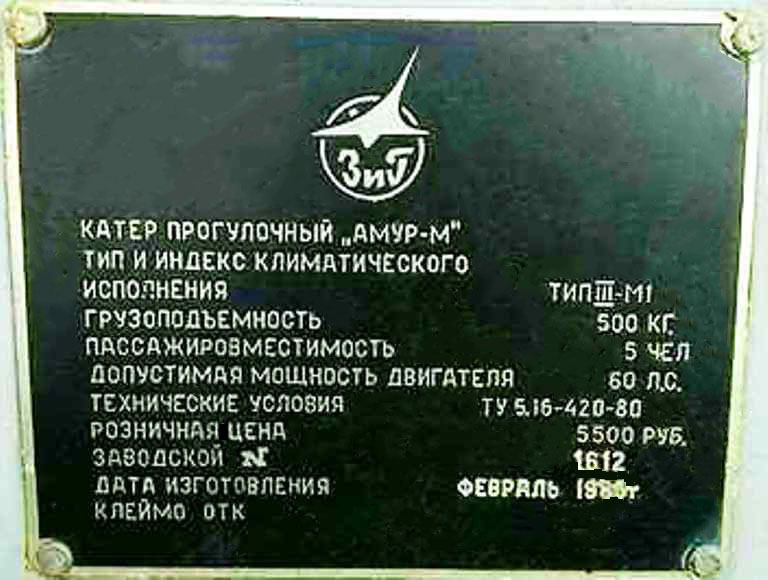 ЗиГ
КАТЕР ПРОГУЛОЧНЫЙ „АМУР-М"
ТИП И ИНДЕКС КЛИМАТИЧЕСКОГО
ИСПОЛНЕНИЯ ТИП III-М1
ГРУЗОПОДЪЕМНОСТЬ 500 КГ.
ПАССАЖИРОВМЕСТИМОСТЬ 5 ЧЕЛ
ДОПУСТИМАЯ МОЩНОСТЬ ДВИГАТЕЛЯ 60 Л.С.
ТЕХНИЧЕСКИЕ УСЛОВИЯ ТУ 5.16-420-80
РОЗНИЧНАЯ ЦЕНА 5500 РУБ.
ЗАВОДСКОЙ N 1612
ДАТА ИЗГОТОВЛЕНИЯ ФЕВРАЛЬ
КЛЕЙМО ОТК